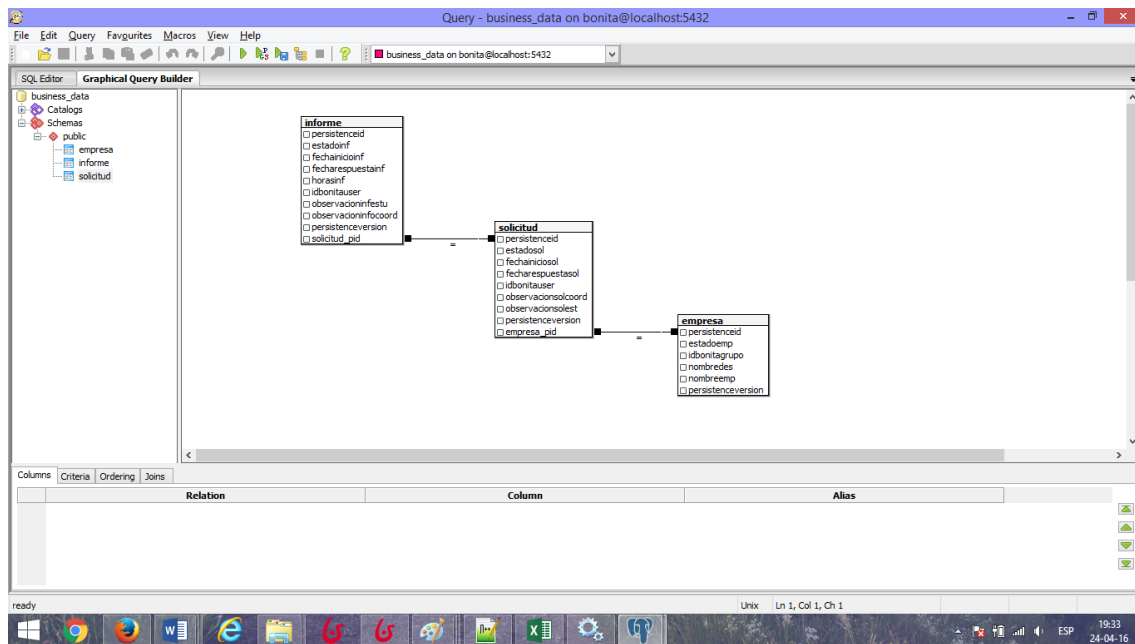 Query - business_data on bonita@localhost:5432
File Edit Query Favourites Macros View Help
business_data on bonita@localhost:5432
SQL Editor Graphical Query Builder
business_data
Catalogs
Schemas
public
empresa
informe
solicitud
informe
persistenceid
estadoinf
fechainicioinf
fecharespuestainf
horasinf
idbonitauser
observacioninfestu
observacioninfocoord
persistenceversion
solicitud_pid
=
solicitud
persistenceid
estadosol
fechainiciosol
fecharespuestasol
idbonitauser
observacionsolcoord
observacionsolest
persistenceversion
empresa_pid
=
empresa
persistenceid
estadoemp
idbonitagrupo
nombredes
nombreemp
persistenceversion
Columns Criteria Ordering Joins
Relation Column Alias
ready Unix Ln 1, Col 1, Ch 1
ESP 19:33
24-04-16